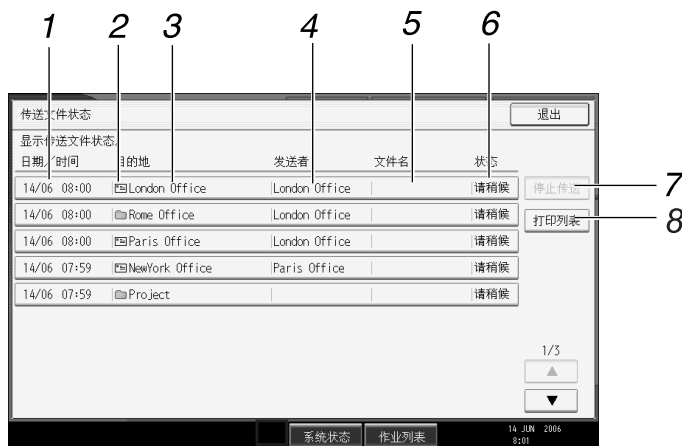 1 2 3 4 5 6
传送文件状态 退出
显示传送文件状态。
日期/时间 目的地 发送者 文件名 状态
14/06 08:00 London Office London Office 请稍候 停止传送 7
14/06 08:00 Rome Office London Office 请稍候 打印列表 8
14/06 08:00 Paris Office London Office 请稍候
14/06 07:59 NewYork Office Paris Office 请稍候
14/06 07:59 Project 请稍候
1/3
▲
▼
系统状态 作业列表 14 JUN 2006
8:01